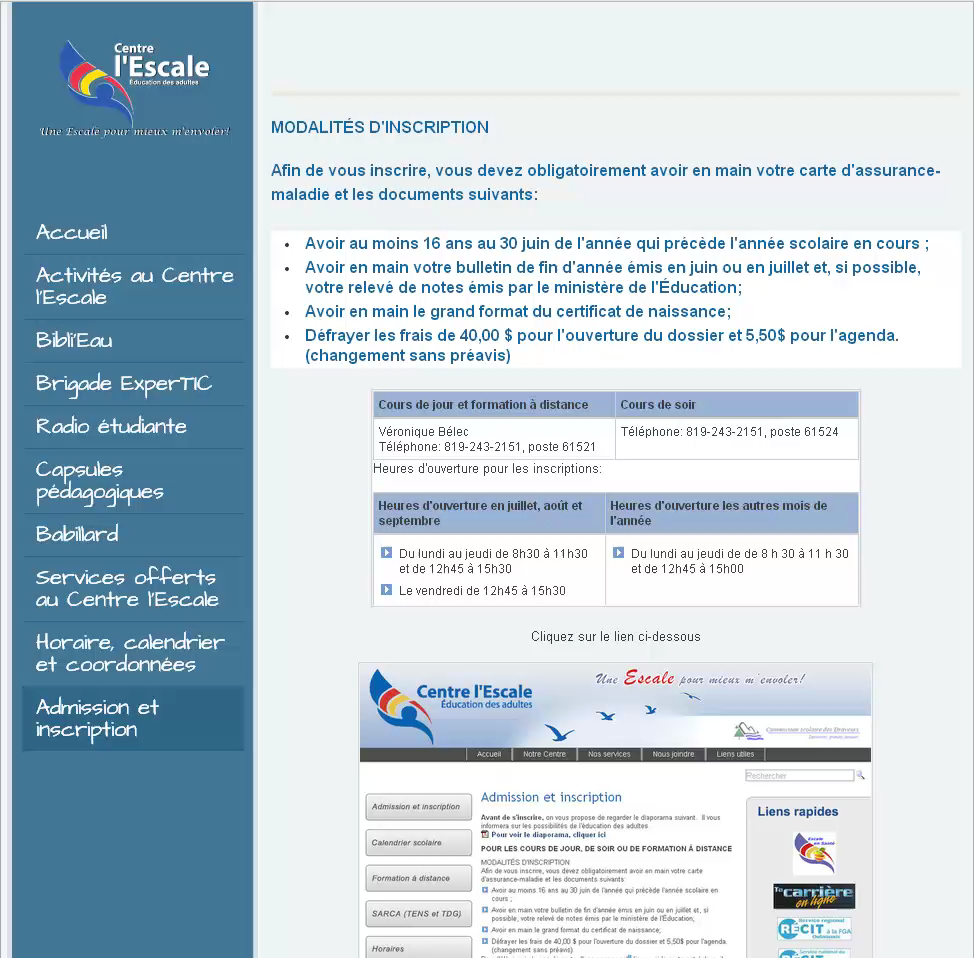 Centre
l'Escale
Éducation des adultes
Une Escale pour mieux m'envoler!
Accueil
Activités au Centre
l'Escale
Bibli'Eau
Brigade ExperTIC
Radio étudiante
Capsules
pédagogiques
Babillard
Services offerts
au Centre l'Escale
Horaire, calendrier
et coordonnées
Admission et
inscription
MODALITÉS D'INSCRIPTION
Afin de vous inscrire, vous devez obligatoirement avoir en main votre carte d'assurance-
maladie et les documents suivants:
• Avoir au moins 16 ans au 30 juin de l'année qui précède l'année scolaire en cours ;
• Avoir en main votre bulletin de fin d'année émis en juin ou en juillet et, si possible,
votre relevé de notes émis par le ministère de l'Éducation;
• Avoir en main le grand format du certificat de naissance;
• Défrayer les frais de 40,00 $ pour l'ouverture du dossier et 5,50$ pour l'agenda.
(changement sans préavis)
Cours de jour et formation à distance
Cours de soir
Véronique Bélec
Téléphone: 819-243-2151, poste 61521
Téléphone: 819-243-2151, poste 61524
Heures d'ouverture pour les inscriptions:
Heures d'ouverture en juillet, août et
septembre
Heures d'ouverture les autres mois de
l'année
Du lundi au jeudi de 8h30 à 11h30
et de 12h45 à 15h30
Le vendredi de 12h45 à 15h30
Du lundi au jeudi de de 8 h 30 à 11 h 30
et de 12h45 à 15h00
Cliquez sur le lien ci-dessous
Centre l'Escale
Éducation des adultes
Une Escale pour mieux m'envoler!
Commission scolaire des Draveurs
Accueil
Notre Centre
Nos services
Nous joindre
Liens utiles
Rechercher
Admission et inscription
Calendrier scolaire
Formation à distance
SARCA (TENS et TDG)
Horaires
Admission et inscription
Avant de s'incrire, on vous propose de regarder le diaporama suivant. Il vous
informera sur les possibilités de l'éducation des adultes
Pour voir le diaporama, cliquer ici
POUR LES COURS DE JOUR, DE SOIR OU DE FORMATION À DISTANCE
MODALITÉS D'INSCRIPTION
Afin de vous inscrire, vous devez obligatoirement avoir en main votre carte
d'assurance-maladie et les documents suivants:
Avoir au moins 16 ans au 30 juin de l'année qui précède l'année scolaire en
cours ;
Avoir en main votre bulletin de fin d'année émis en juin ou en juillet et, si
possible, votre relevé de notes émis par le ministère de l'Éducation;
Avoir en main le grand format du certificat de naissance;
Défrayer les frais de 40,00 $ pour l'ouverture du dossier et 5,50$ pour l'agenda.
(changement sans préavis)
Liens rapides
Escale
en Santé
Ta
carrière
en ligne
Service régional
RÉCIT à la FGA
Outaouais
Service national du